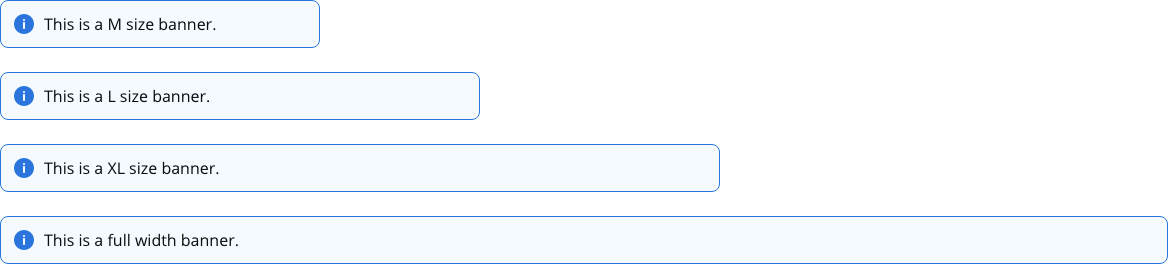 This is a M size banner.
This is a L size banner.
This is a XL size banner.
This is a full width banner.